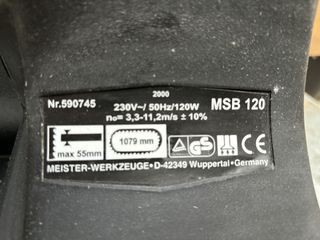 2000
Nr.590745 230V~/ 50Hz/120W MSB 120
n₀= 3,3-11,2m/s ± 10%
max 55mm
1079 mm
GS
MEISTER-WERKZEUGE•D-42349 Wuppertal•Germany